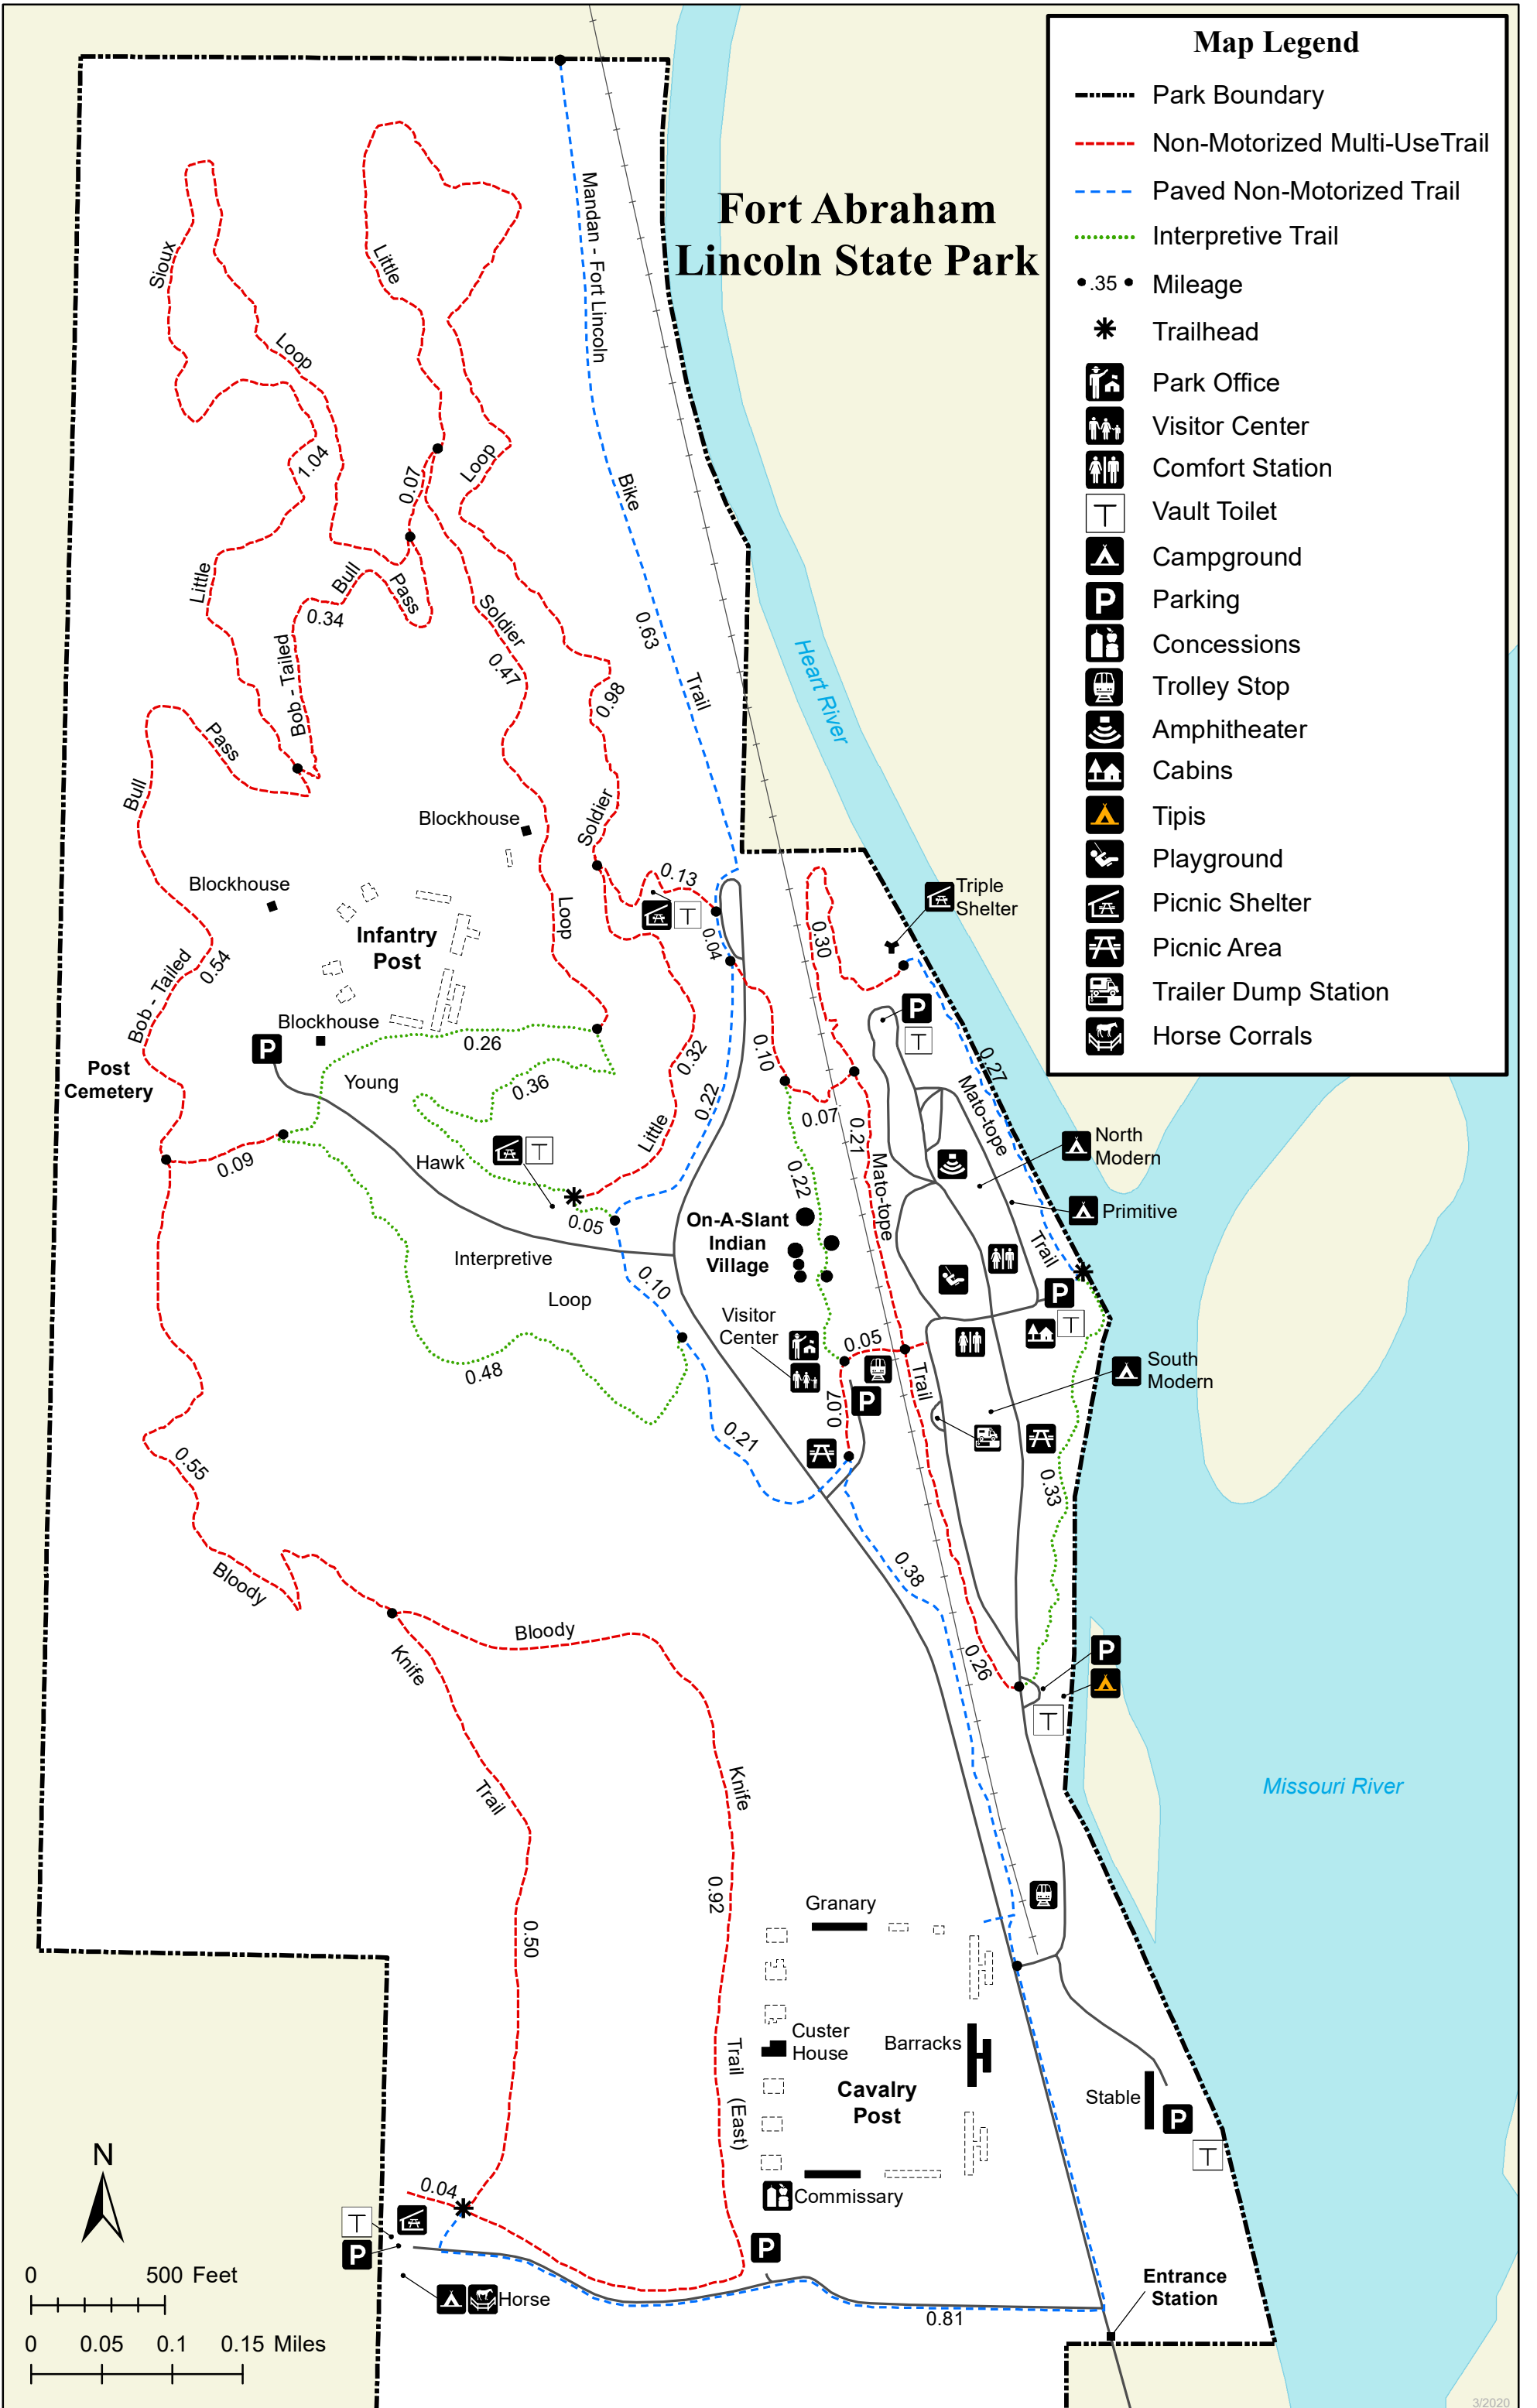 Fort Abraham
Lincoln State Park
Map Legend
Park Boundary
Non-Motorized Multi-UseTrail
Paved Non-Motorized Trail
Interpretive Trail
.35 Mileage
Trailhead
Park Office
Visitor Center
Comfort Station
T Vault Toilet
Campground
P Parking
Concessions
Trolley Stop
Amphitheater
Cabins
Tipis
Playground
Picnic Shelter
Picnic Area
Trailer Dump Station
Horse Corrals
Sioux
Loop
1.04
Little
Little
Loop
0.07
Bull
Pass
0.34
Bob - Tailed
Soldier
0.47
Loop
0.98
Soldier
Mandan - Fort Lincoln
Bike
0.63
Trail
Heart River
Pass
Bull
Blockhouse
Blockhouse
Infantry
Post
Blockhouse
Bob - Tailed
0.54
Post
Cemetery
P
0.13
T
0.04
0.30
Triple
Shelter
P
T
0.26
Young
0.36
0.32
Little
0.22
0.10
0.07
0.21
0.27
Mato-tope
North
Modern
Primitive
Trail
0.09
Hawk
T
0.05
Interpretive
Loop
0.48
0.10
0.22
Mato-tope
On-A-Slant
Indian
Village
Visitor
Center
0.05
P
0.07
Trail
P
T
South
Modern
0.33
0.21
0.38
0.26
P
T
0.55
Bloody
Bloody
Knife
Trail
0.50
Knife
0.92
Trail (East)
Missouri River
Granary
Custer
House
Barracks
Cavalry
Post
Stable
P
T
Commissary
P
0.04
T
P
Horse
0.81
Entrance
Station
N
0 500 Feet
0 0.05 0.1 0.15 Miles
3/2020